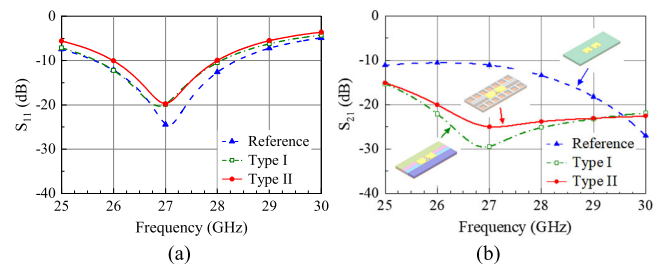 0
-10
-20
-30
-40
S11 (dB)
25 26 27 28 29 30
Frequency (GHz)
Reference
Type I
Type II
(a)
0
-10
-20
-30
-40
S21 (dB)
25 26 27 28 29 30
Frequency (GHz)
Reference
Type I
Type II
(b)